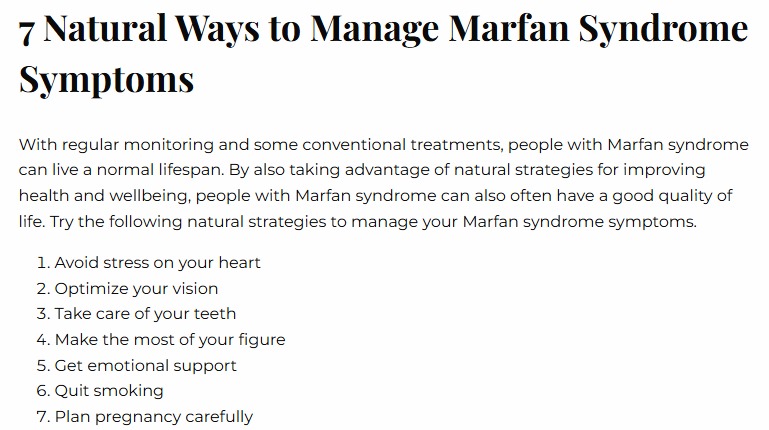 7 Natural Ways to Manage Marfan Syndrome
Symptoms
With regular monitoring and some conventional treatments, people with Marfan syndrome
can live a normal lifespan. By also taking advantage of natural strategies for improving
health and wellbeing, people with Marfan syndrome can also often have a good quality of
life. Try the following natural strategies to manage your Marfan syndrome symptoms.
1. Avoid stress on your heart
2. Optimize your vision
3. Take care of your teeth
4. Make the most of your figure
5. Get emotional support
6. Quit smoking
7. Plan pregnancy carefully